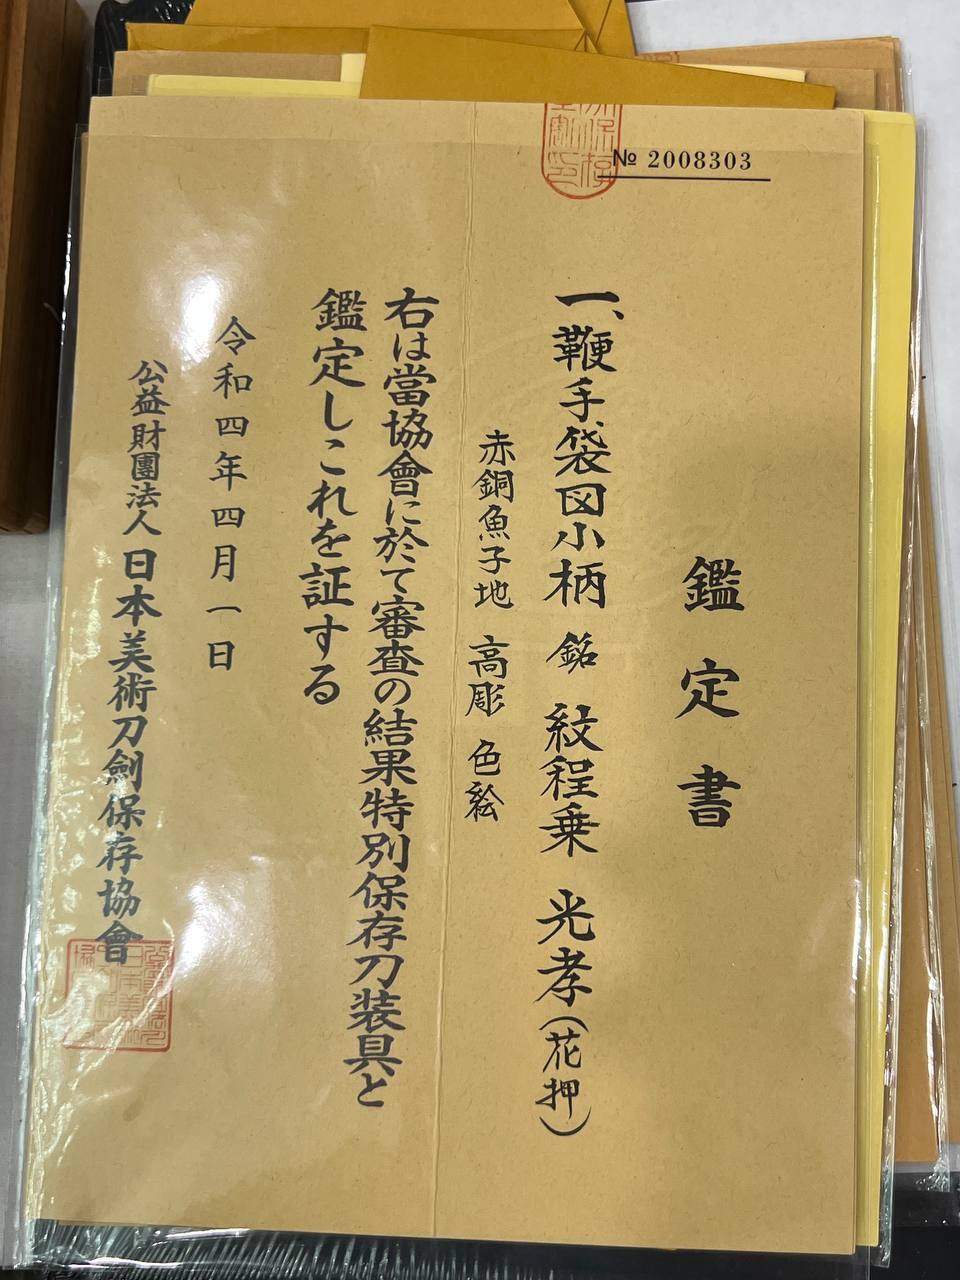 № 2008303
鑑定書
一、鞭手袋図小柄 銘 紋程乗 光孝(花押)
赤銅魚子地 高彫 色絵
右は當協會に於て審査の結果特別保存刀装具と
鑑定しこれを証する
令和四年四月一日
公益財團法人日本美術刀劍保存協會